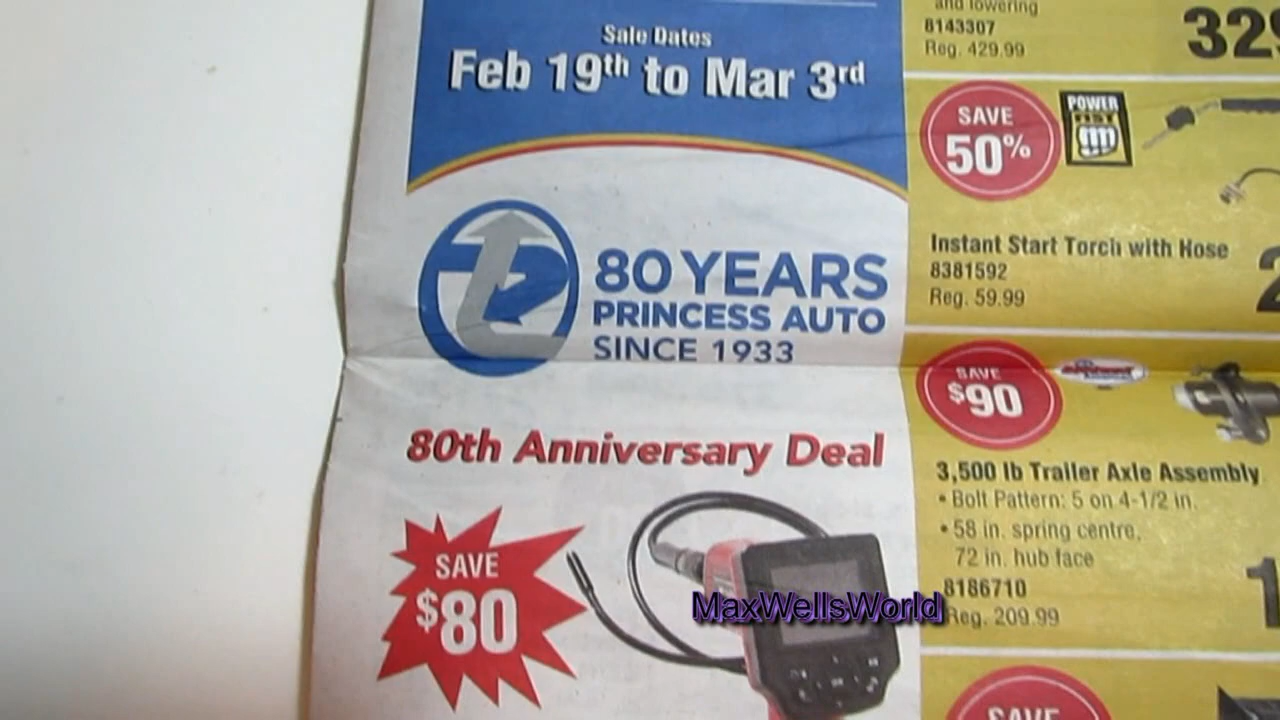 Sale Dates
Feb 19th to Mar 3rd
80 YEARS
PRINCESS AUTO
SINCE 1933
80th Anniversary Deal
SAVE
$80
MaxWellsWorld
and lowering
8143307
Reg. 429.99
SAVE
50%
POWER
FIST
Instant Start Torch with Hose
8381592
Reg. 59.99
SAVE
$90
3,500 lb Trailer Axle Assembly
• Bolt Pattern: 5 on 4-1/2 in.
• 58 in. spring centre,
72 in. hub face
8186710
Reg. 209.99
SAVE